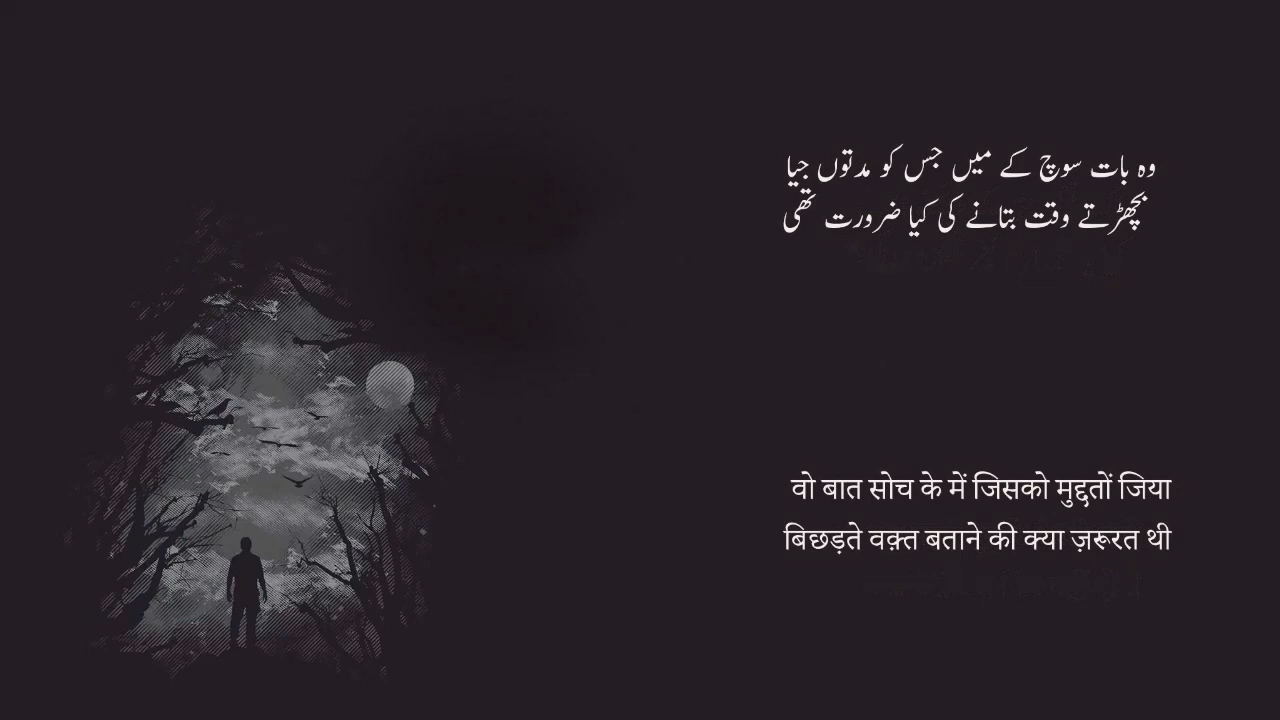 وہ بات سوچ کے میں جس کو مدتوں جیا
بچھڑتے وقت بتانے کی کیا ضرورت تھی
वो बात सोच के में जिसको मुद्दतों जिया
बिछड़ते वक़्त बताने की क्या ज़रूरत थी